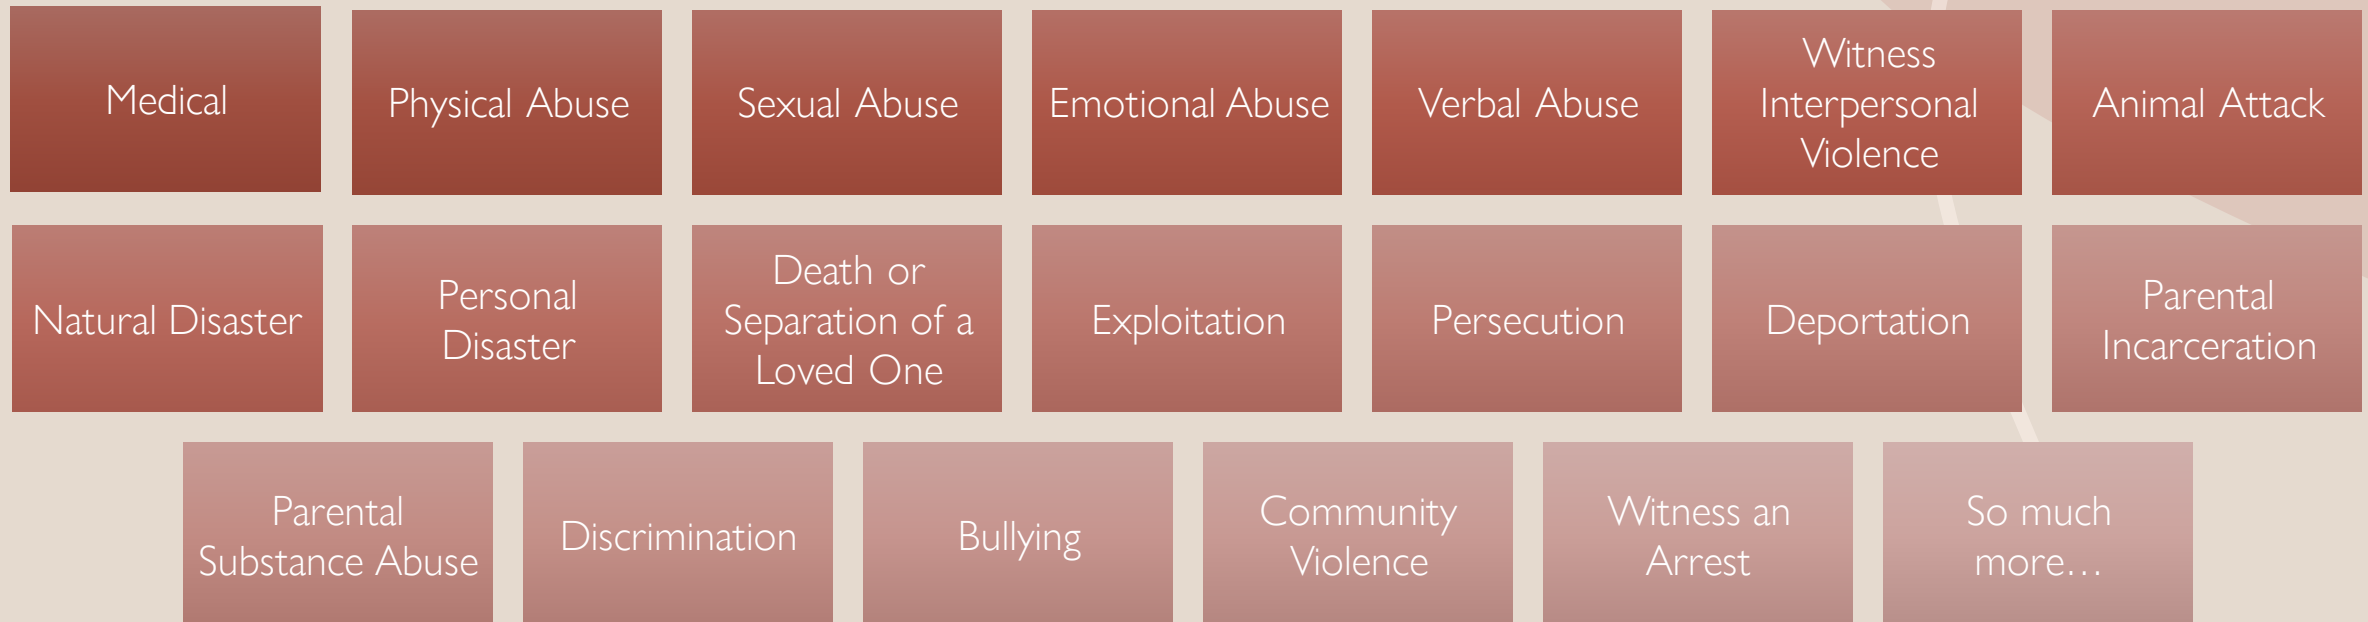 Medical
Physical Abuse
Sexual Abuse
Emotional Abuse
Verbal Abuse
Witness
Interpersonal
Violence
Animal Attack
Natural Disaster
Personal
Disaster
Death or
Separation of a
Loved One
Exploitation
Persecution
Deportation
Parental
Incarceration
Parental
Substance Abuse
Discrimination
Bullying
Community
Violence
Witness an
Arrest
So much
more…